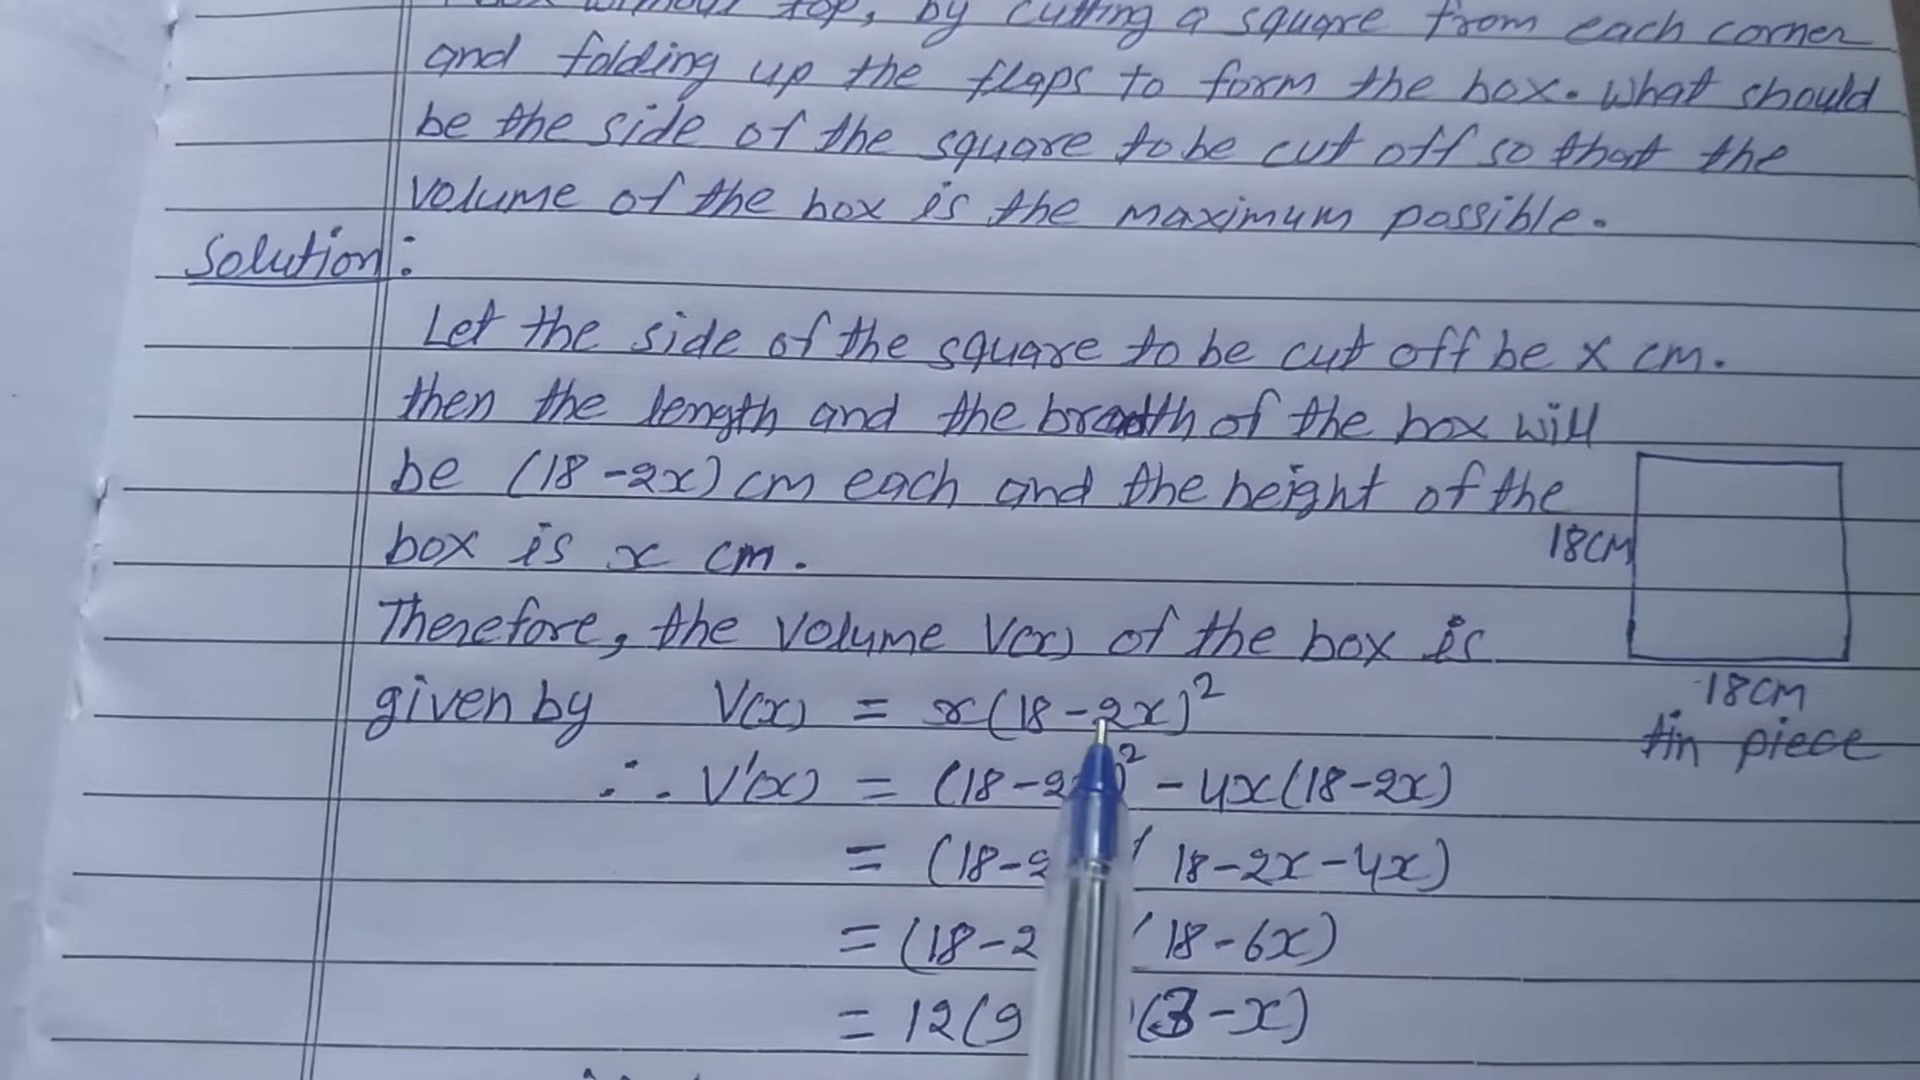 box without top, by cutting a square from each corner
and folding up the flaps to form the box. What should
be the side of the square to be cut off so that the
volume of the box is the maximum possible.
Solution:
Let the side of the square to be cut off be x cm.
then the length and the bradth of the box will
be (18-2x) cm each and the height of the
box is x cm.
18cm
Therefore, the volume V(x) of the box is
18cm
tin piece
given by V(x) = x(18-2x)²
∴ V'(x) = (18-2 )² - 4x(18-2x)
= (18-2 18-2x-4x)
= (18-2 18-6x)
= 12(9 )(3-x)